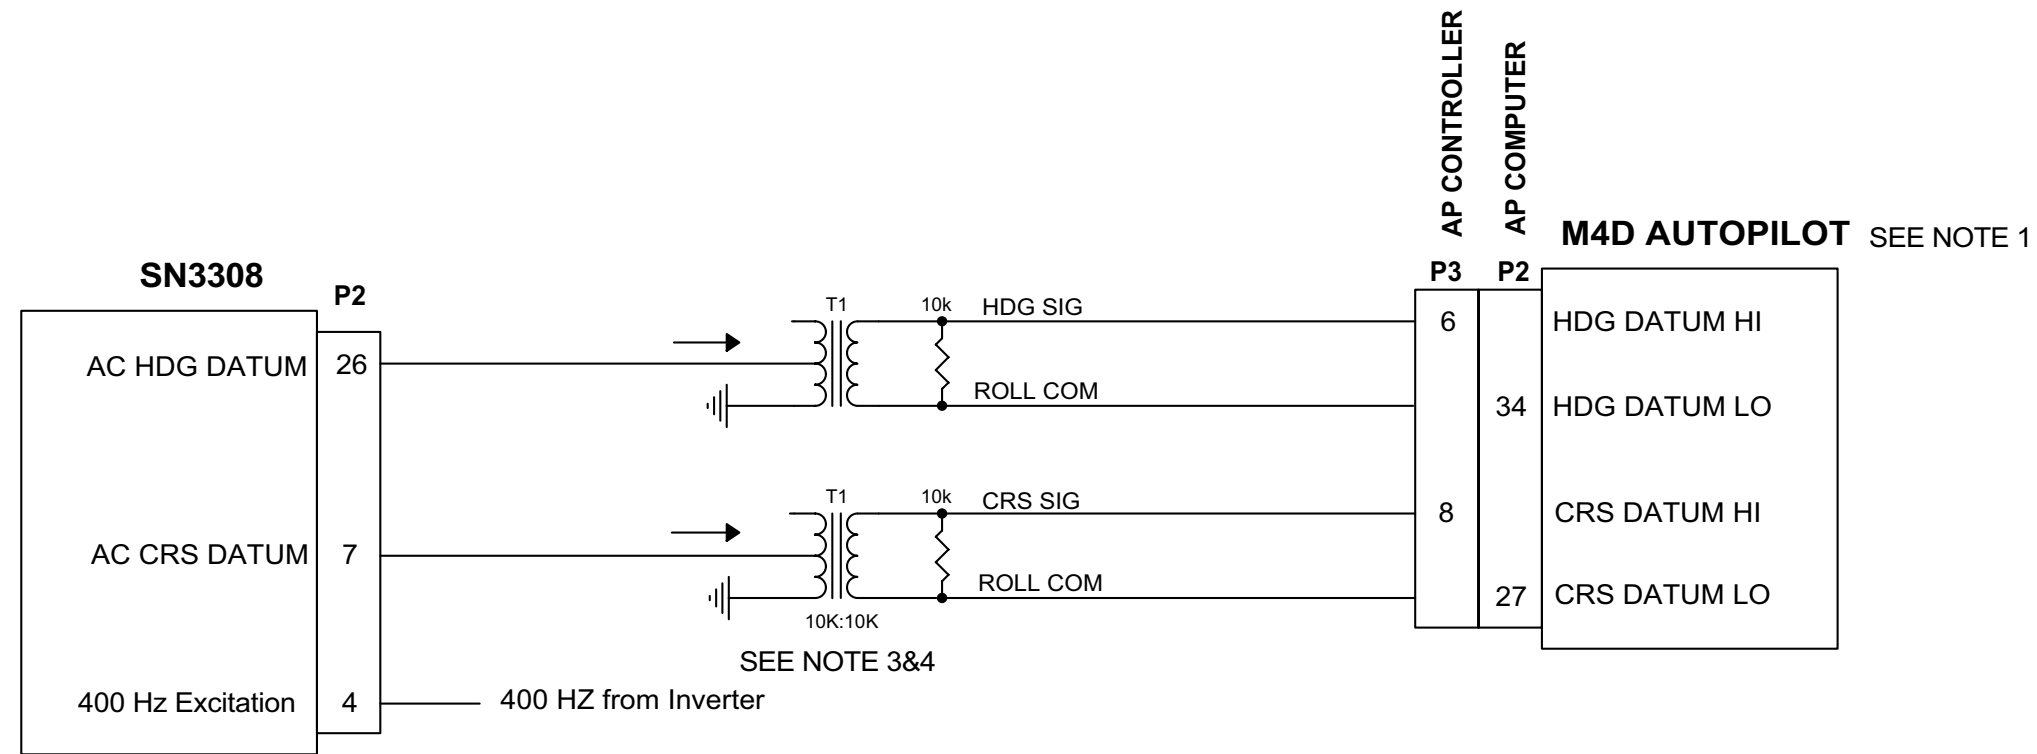 AP CONTROLLER
AP COMPUTER
M4D AUTOPILOT SEE NOTE 1
SN3308
P2
P3 P2
T1 10k HDG SIG 6 HDG DATUM HI
AC HDG DATUM 26
ROLL COM 34 HDG DATUM LO
T1 10k CRS SIG 8 CRS DATUM HI
AC CRS DATUM 7
ROLL COM 27 CRS DATUM LO
10K:10K
SEE NOTE 3&4
400 Hz Excitation 4 400 HZ from Inverter